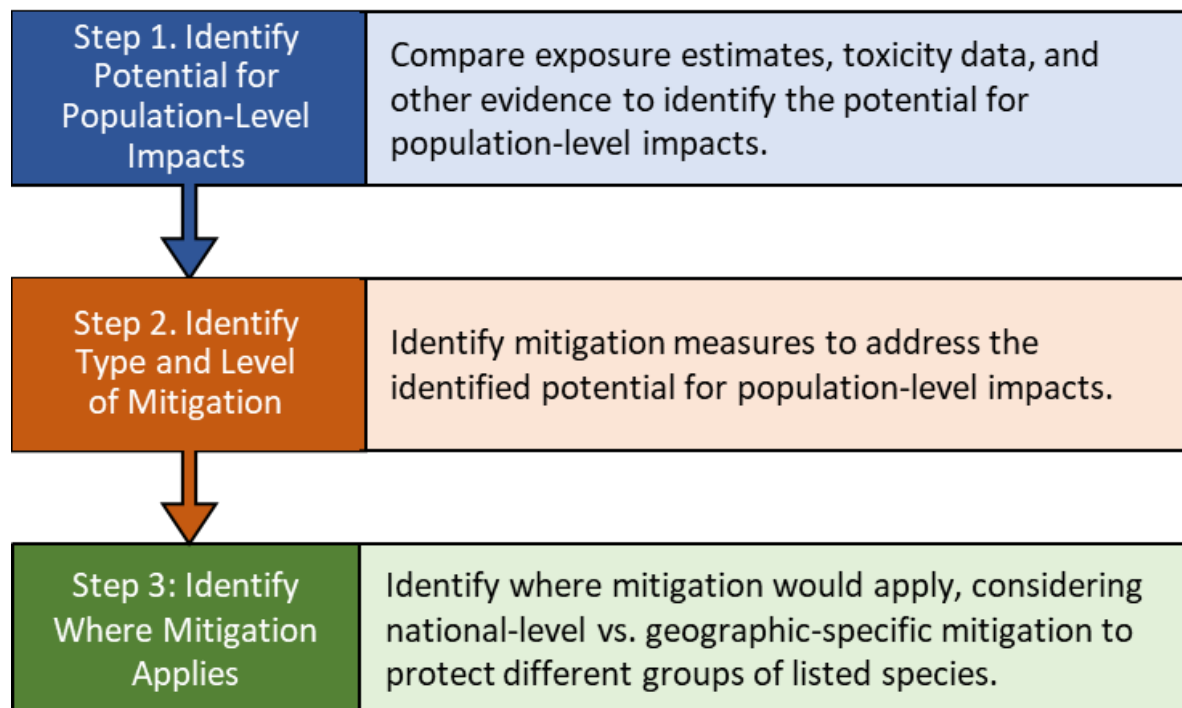 Step 1. Identify
Potential for
Population-Level
Impacts
Compare exposure estimates, toxicity data, and
other evidence to identify the potential for
population-level impacts.
Step 2. Identify
Type and Level
of Mitigation
Identify mitigation measures to address the
identified potential for population-level impacts.
Step 3: Identify
Where Mitigation
Applies
Identify where mitigation would apply, considering
national-level vs. geographic-specific mitigation to
protect different groups of listed species.